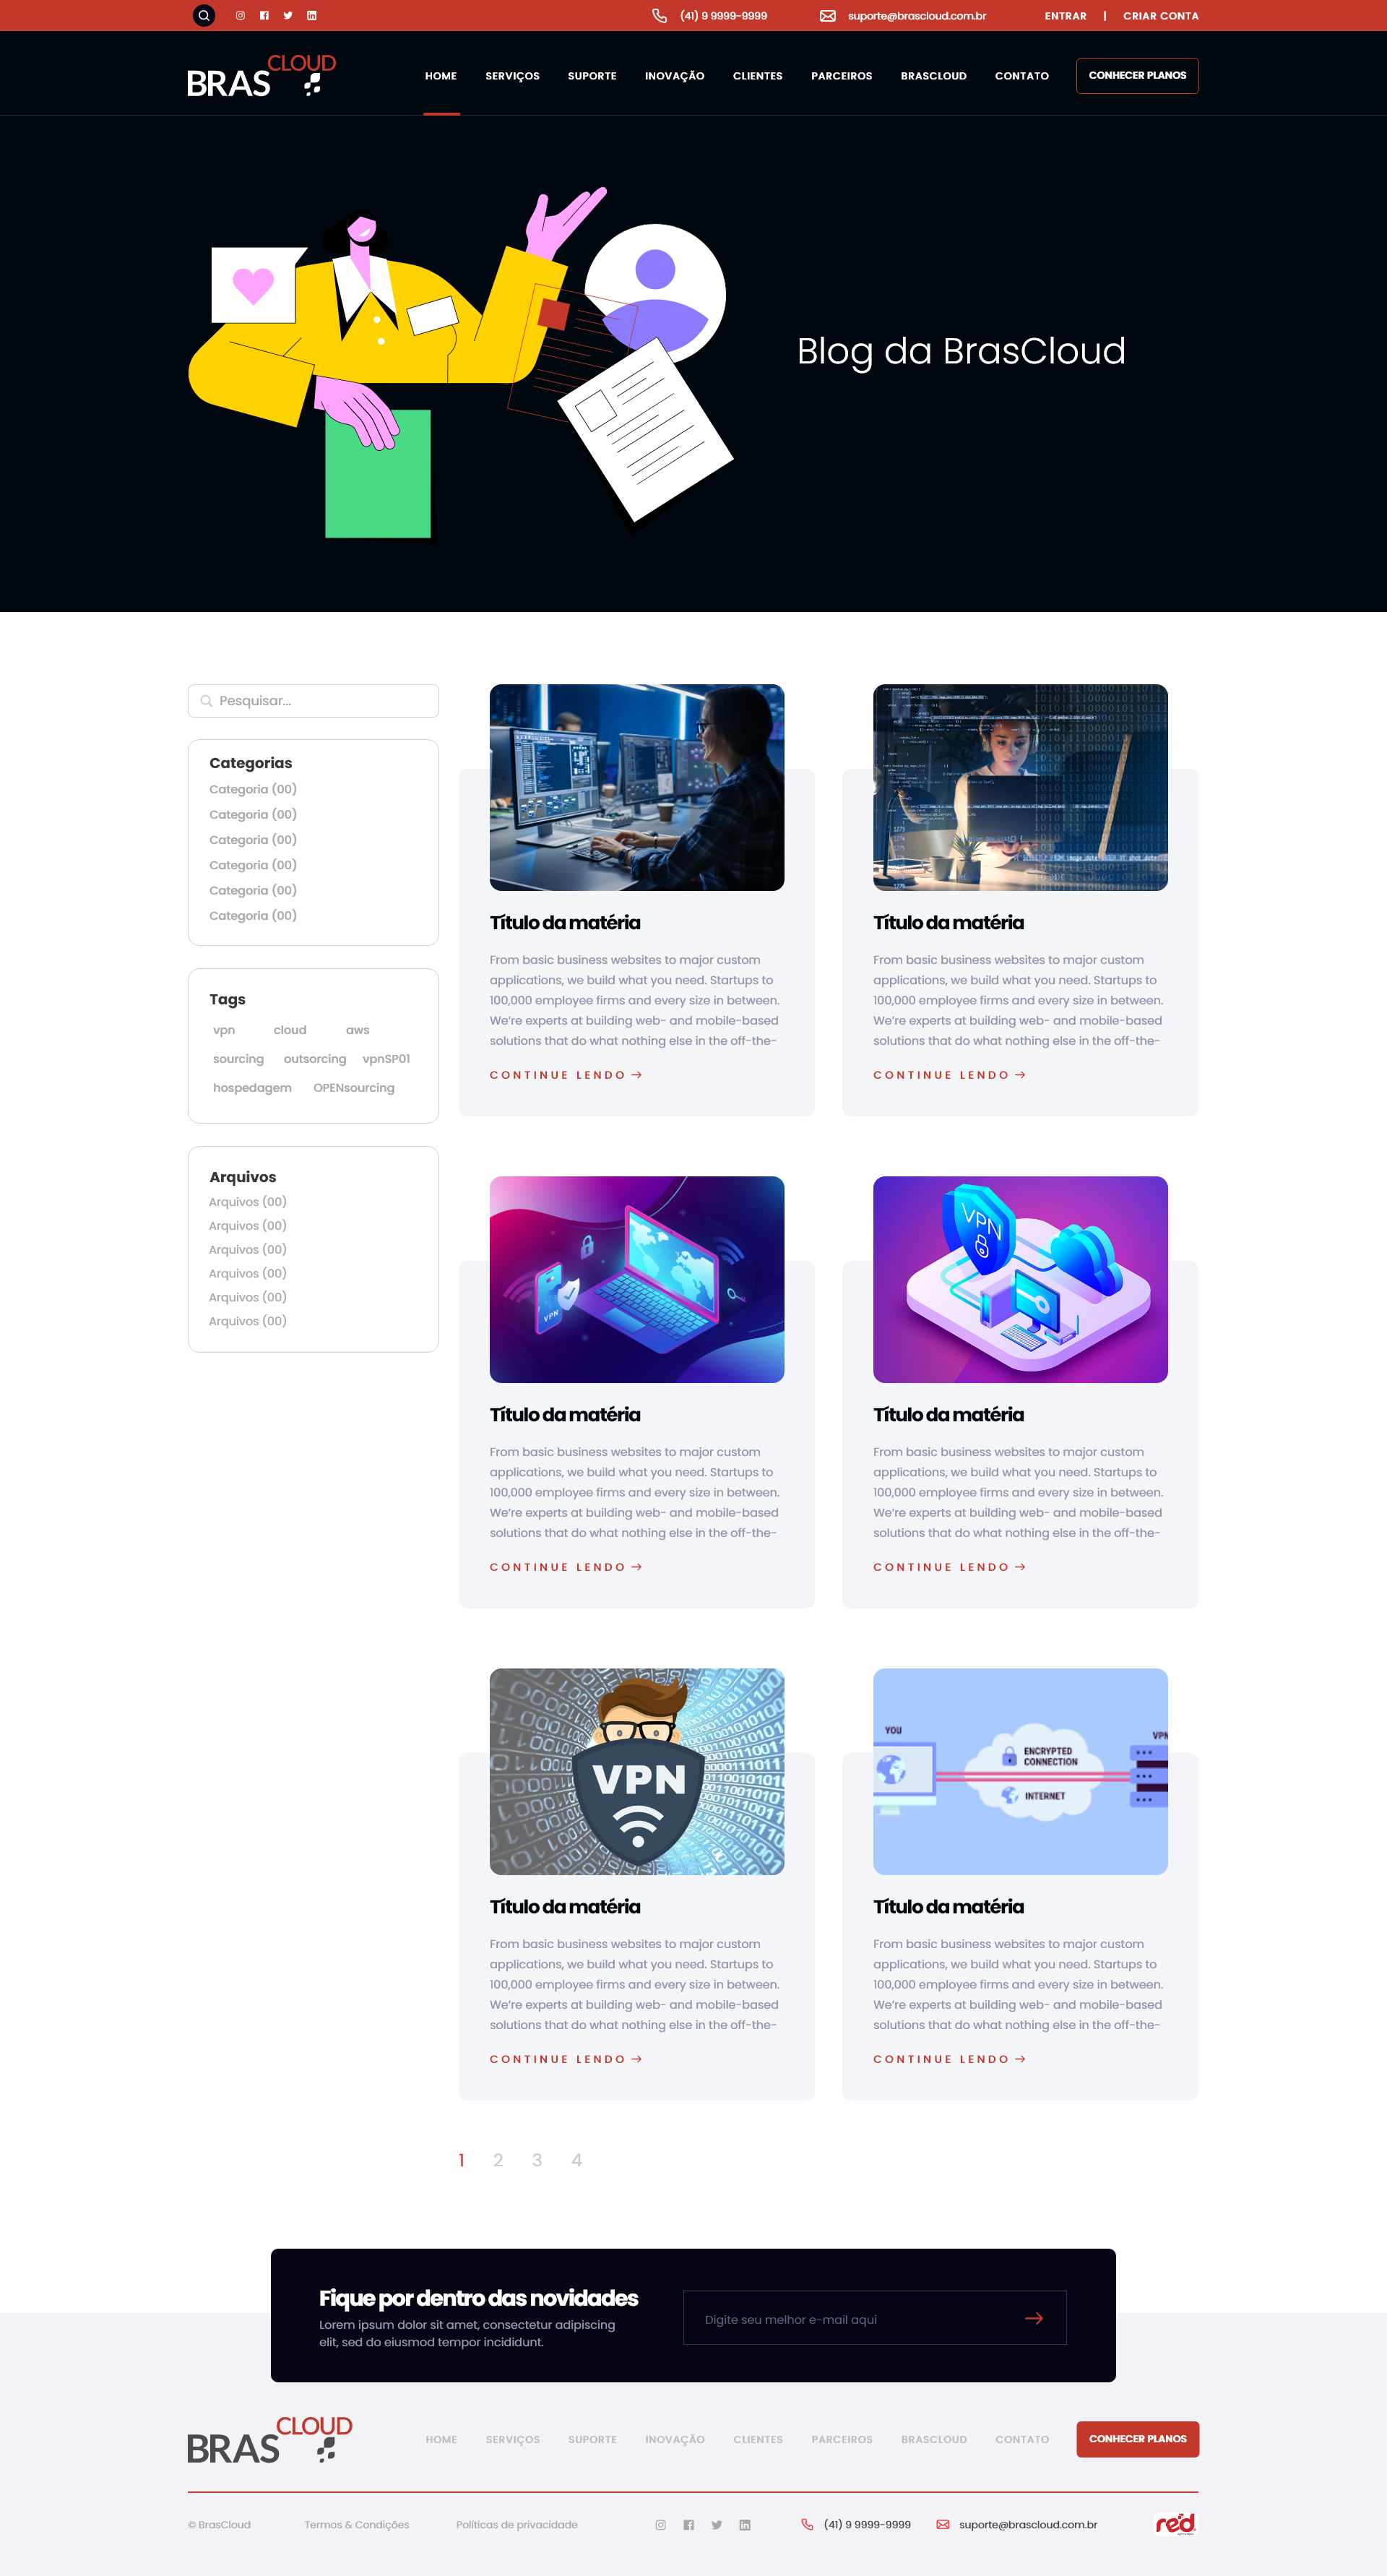 (41) 9 9999-9999
suporte@brascloud.com.br
ENTRAR | CRIAR CONTA
BRASCLOUD
HOME SERVIÇOS SUPORTE INOVAÇÃO CLIENTES PARCEIROS BRASCLOUD CONTATO CONHECER PLANOS
Blog da BrasCloud
Pesquisar...
Categorias
Categoria (00)
Categoria (00)
Categoria (00)
Categoria (00)
Categoria (00)
Categoria (00)
Tags
vpn cloud aws
sourcing outsorcing vpnSP01
hospedagem OPENsourcing
Arquivos
Arquivos (00)
Arquivos (00)
Arquivos (00)
Arquivos (00)
Arquivos (00)
Arquivos (00)
Título da matéria
From basic business websites to major custom
applications, we build what you need. Startups to
100,000 employee firms and every size in between.
We're experts at building web- and mobile-based
solutions that do what nothing else in the off-the-
CONTINUE LENDO →
Título da matéria
From basic business websites to major custom
applications, we build what you need. Startups to
100,000 employee firms and every size in between.
We're experts at building web- and mobile-based
solutions that do what nothing else in the off-the-
CONTINUE LENDO →
VPN
Título da matéria
From basic business websites to major custom
applications, we build what you need. Startups to
100,000 employee firms and every size in between.
We're experts at building web- and mobile-based
solutions that do what nothing else in the off-the-
CONTINUE LENDO →
VPN
Título da matéria
From basic business websites to major custom
applications, we build what you need. Startups to
100,000 employee firms and every size in between.
We're experts at building web- and mobile-based
solutions that do what nothing else in the off-the-
CONTINUE LENDO →
VPN
Título da matéria
From basic business websites to major custom
applications, we build what you need. Startups to
100,000 employee firms and every size in between.
We're experts at building web- and mobile-based
solutions that do what nothing else in the off-the-
CONTINUE LENDO →
YOU
VPN
ENCRYPTED
CONNECTION
INTERNET
Título da matéria
From basic business websites to major custom
applications, we build what you need. Startups to
100,000 employee firms and every size in between.
We're experts at building web- and mobile-based
solutions that do what nothing else in the off-the-
CONTINUE LENDO →
1 2 3 4
Fique por dentro das novidades
Lorem ipsum dolor sit amet, consectetur adipiscing
elit, sed do eiusmod tempor incididunt.
Digite seu melhor e-mail aqui
BRASCLOUD
HOME SERVIÇOS SUPORTE INOVAÇÃO CLIENTES PARCEIROS BRASCLOUD CONTATO CONHECER PLANOS
© BrasCloud Termos & Condições Políticas de privacidade (41) 9 9999-9999 suporte@brascloud.com.br red